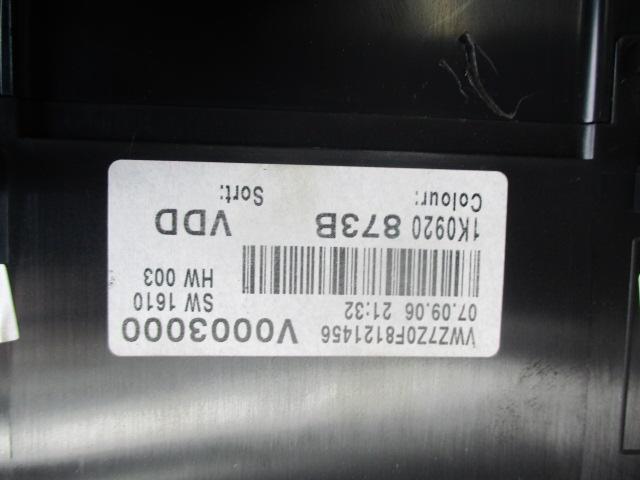 VWZ7Z0F8121456 V0003000
07.09.06 21:32 SW 1610
HW 003
1K0920 873B VDD
Colour: Sort: